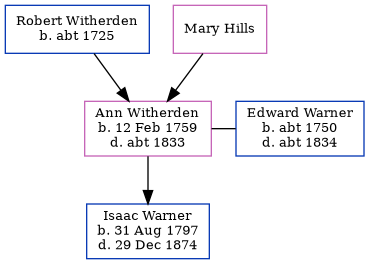 Robert Witherden
b. abt 1725
Mary Hills
Ann Witherden
b. 12 Feb 1759
d. abt 1833
Edward Warner
b. abt 1750
d. abt 1834
Isaac Warner
b. 31 Aug 1797
d. 29 Dec 1874